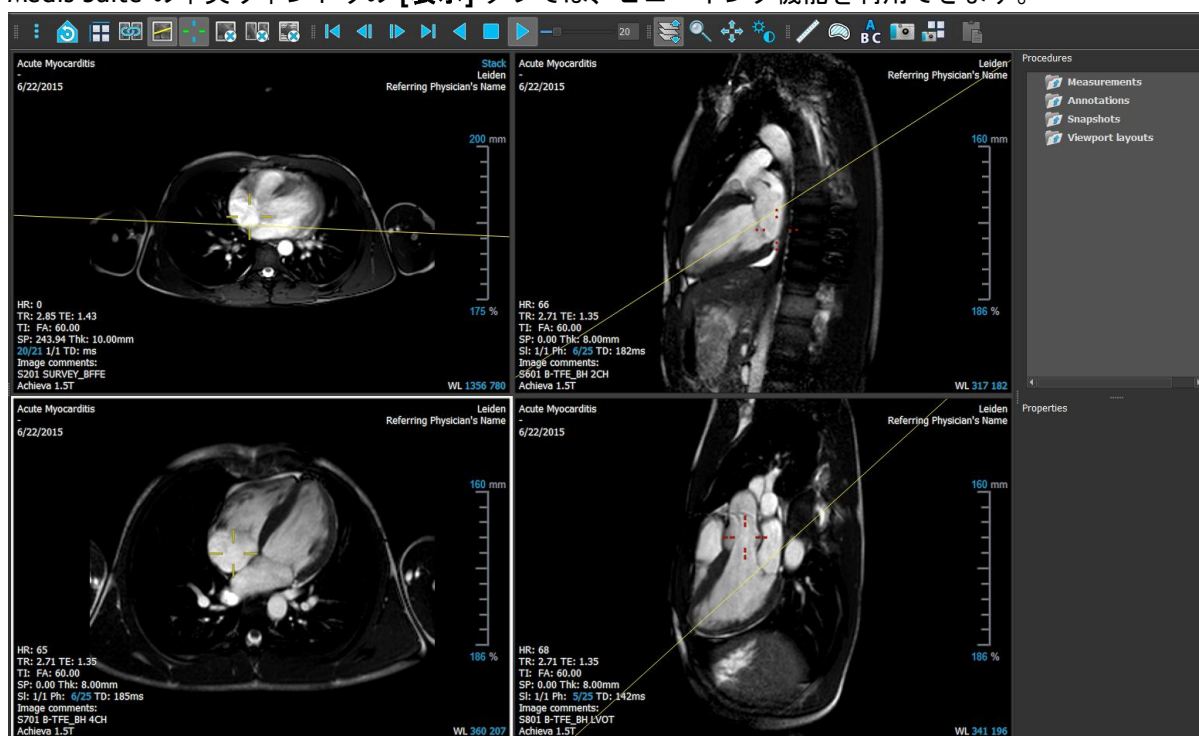 Medis Suite の中央ウィンドウの [表示] タブでは、ビューイング機能を利用できます。
20
A
B C
Acute Myocarditis
-
6/22/2015
Stack
Leiden
Referring Physician's Name
200 mm
175 %
HR: 0
TR: 2.85 TE: 1.43
TI: FA: 60.00
SP: 243.94 Thk: 10.00mm
20/21 1/1 TD: ms
Image comments:
S201 SURVEY_BFFE
Achieva 1.5T
WL 1356 780
Acute Myocarditis
-
6/22/2015
Leiden
Referring Physician's Name
160 mm
186 %
HR: 66
TR: 2.71 TE: 1.35
TI: FA: 60.00
SP: 0.00 Thk: 8.00mm
Sl: 1/1 Ph: 6/25 TD: 182ms
Image comments:
S601 B-TFE_BH 2CH
Achieva 1.5T
WL 317 182
Procedures
Measurements
Annotations
Snapshots
Viewport layouts
Acute Myocarditis
-
6/22/2015
Leiden
Referring Physician's Name
160 mm
186 %
HR: 65
TR: 2.71 TE: 1.35
TI: FA: 60.00
SP: 0.00 Thk: 8.00mm
Sl: 1/1 Ph: 6/25 TD: 185ms
Image comments:
S701 B-TFE_BH 4CH
Achieva 1.5T
WL 360 207
Acute Myocarditis
-
6/22/2015
Leiden
Referring Physician's Name
160 mm
186 %
HR: 68
TR: 2.71 TE: 1.35
TI: FA: 60.00
SP: 0.00 Thk: 8.00mm
Sl: 1/1 Ph: 5/25 TD: 142ms
Image comments:
S801 B-TFE_BH LVOT
Achieva 1.5T
WL 341 196
Properties